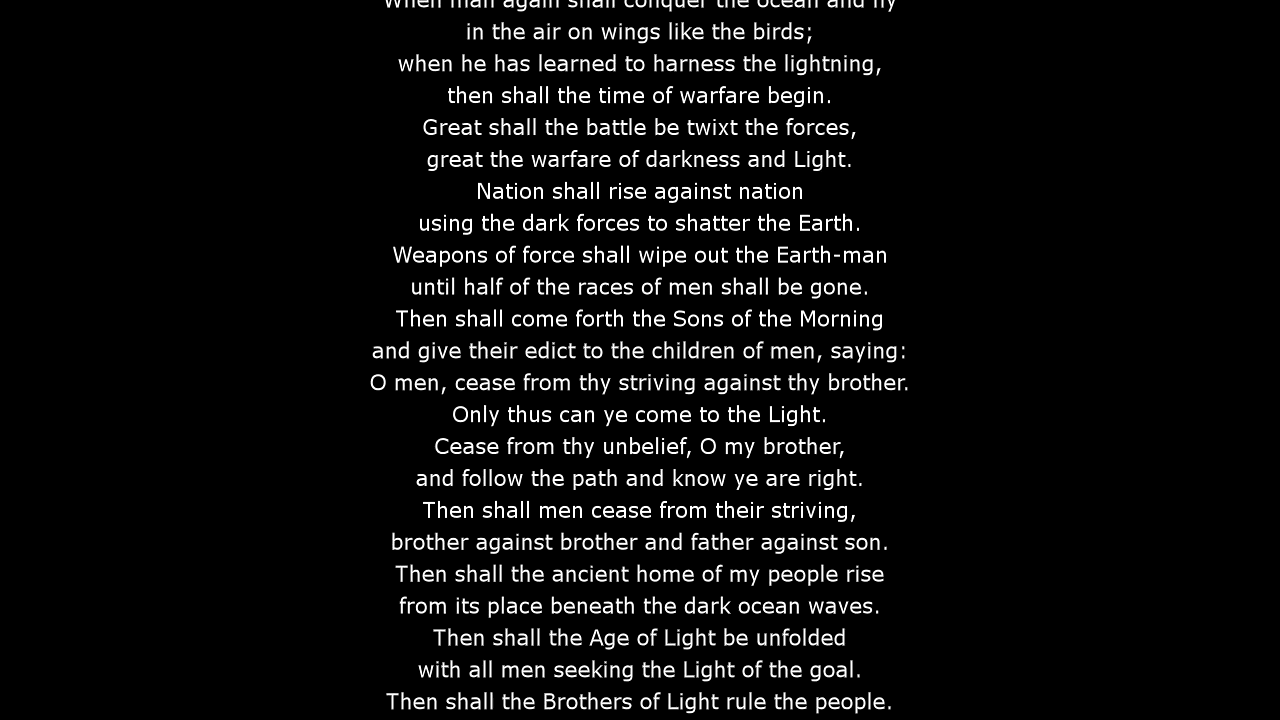 When man again shall conquer the ocean and fly
in the air on wings like the birds;
when he has learned to harness the lightning,
then shall the time of warfare begin.
Great shall the battle be twixt the forces,
great the warfare of darkness and Light.
Nation shall rise against nation
using the dark forces to shatter the Earth.
Weapons of force shall wipe out the Earth-man
until half of the races of men shall be gone.
Then shall come forth the Sons of the Morning
and give their edict to the children of men, saying:
O men, cease from thy striving against thy brother.
Only thus can ye come to the Light.
Cease from thy unbelief, O my brother,
and follow the path and know ye are right.
Then shall men cease from their striving,
brother against brother and father against son.
Then shall the ancient home of my people rise
from its place beneath the dark ocean waves.
Then shall the Age of Light be unfolded
with all men seeking the Light of the goal.
Then shall the Brothers of Light rule the people.